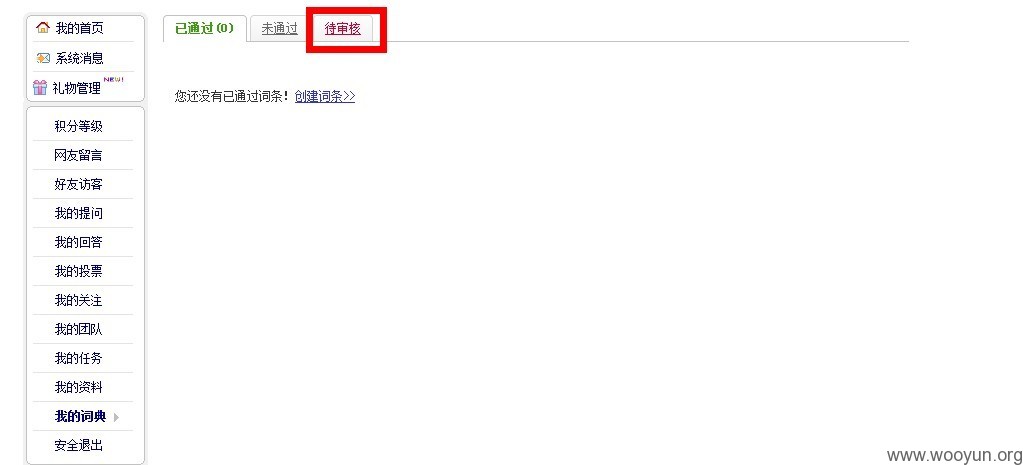 我的首页
系统消息
礼物管理 NEW!
积分等级
网友留言
好友访客
我的提问
我的回答
我的投票
我的关注
我的团队
我的任务
我的资料
我的词典
安全退出
已通过(0) 未通过 待审核
您还没有已通过词条！创建词条>>
www.wooyun.org